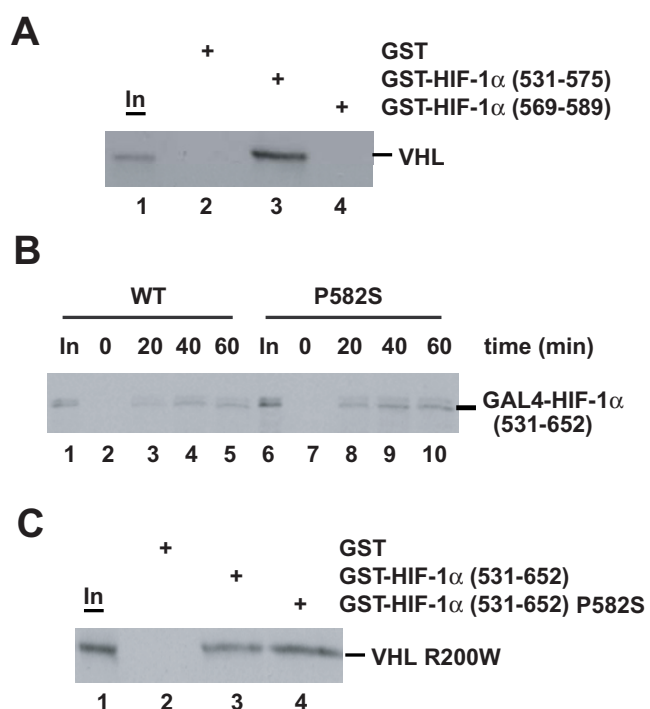 A
+ GST
+ GST-HIF-1α (531-575)
In + GST-HIF-1α (569-589)
VHL
1 2 3 4
B
WT P582S
In 0 20 40 60 In 0 20 40 60 time (min)
GAL4-HIF-1α
(531-652)
1 2 3 4 5 6 7 8 9 10
C
+ GST
+ GST-HIF-1α (531-652)
In + GST-HIF-1α (531-652) P582S
VHL R200W
1 2 3 4